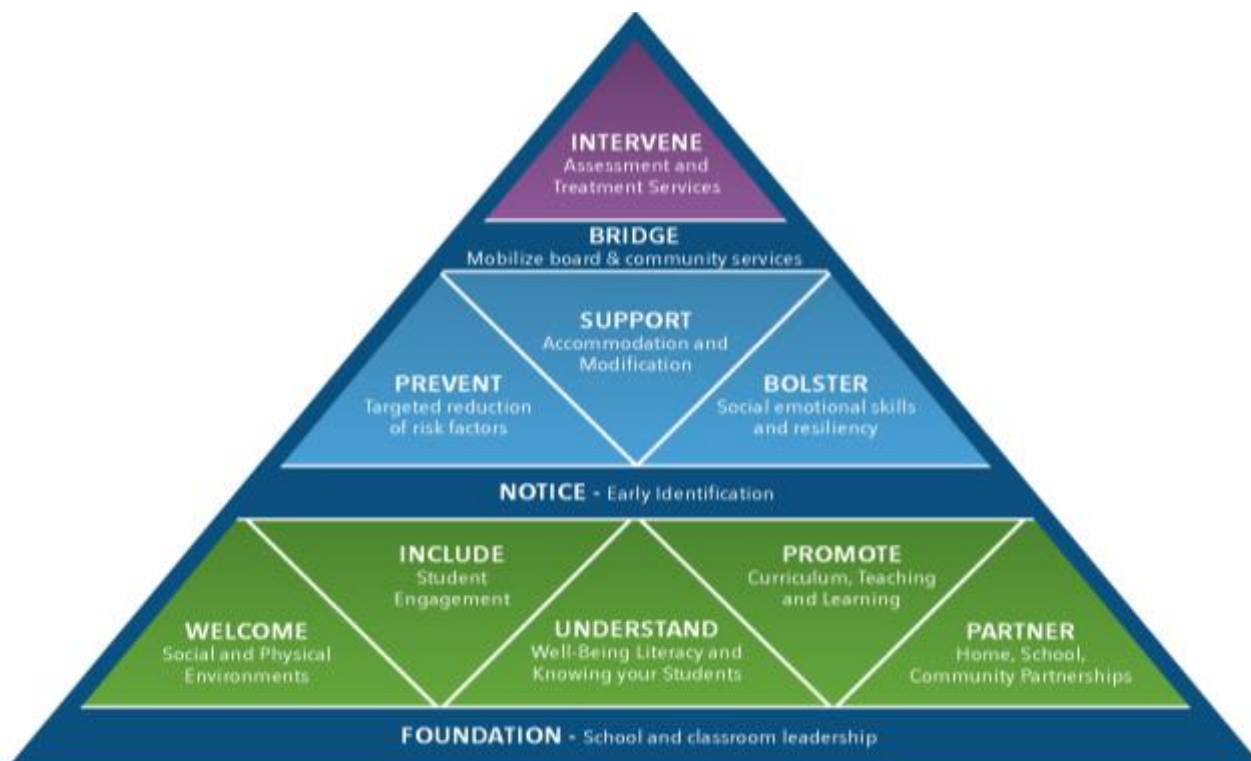 INTERVENE
Assessment and
Treatment Services
BRIDGE
Mobilize board & community services
SUPPORT
Accommodation and
Modification
PREVENT
Targeted reduction
of risk factors
BOLSTER
Social emotional skills
and resiliency
NOTICE - Early Identification
INCLUDE
Student
Engagement
PROMOTE
Curriculum, Teaching
and Learning
WELCOME
Social and Physical
Environments
UNDERSTAND
Well-Being Literacy and
Knowing your Students
PARTNER
Home, School,
Community Partnerships
FOUNDATION - School and classroom leadership